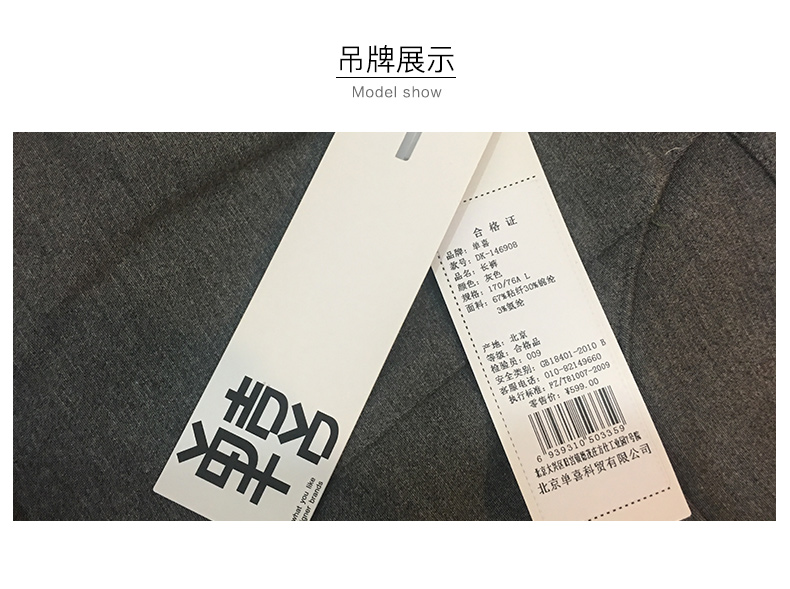 吊牌展示
Model show
合格证
品牌：单喜
款号：DK-146908
品名：长裤
颜色：灰色
规格：170/76A L
面料：67%粘纤30%锦纶
3%氨纶
产地：北京
等级：合格品
检验员：009
安全类别：GB18401-2010 B
客服电话：010-82149660
执行标准：FZ/T81007-2009
零售价：¥599.00
6 939310 503359
北京单喜科贸有限公司
what you like
gner brands